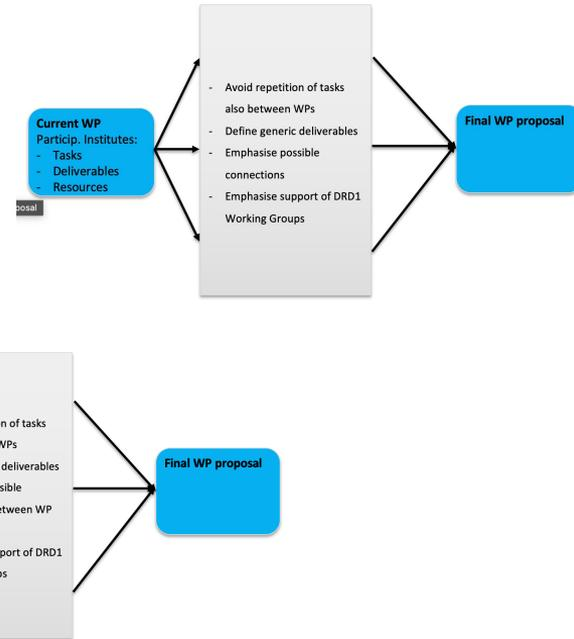 - Avoid repetition of tasks
also between WPs
- Define generic deliverables
- Emphasise possible
connections
- Emphasise support of DRD1
Working Groups
Current WP
Particip. Institutes:
- Tasks
- Deliverables
- Resources
posal
Final WP proposal
n of tasks
WPs
deliverables
sible
etween WP
port of DRD1
ps
Final WP proposal